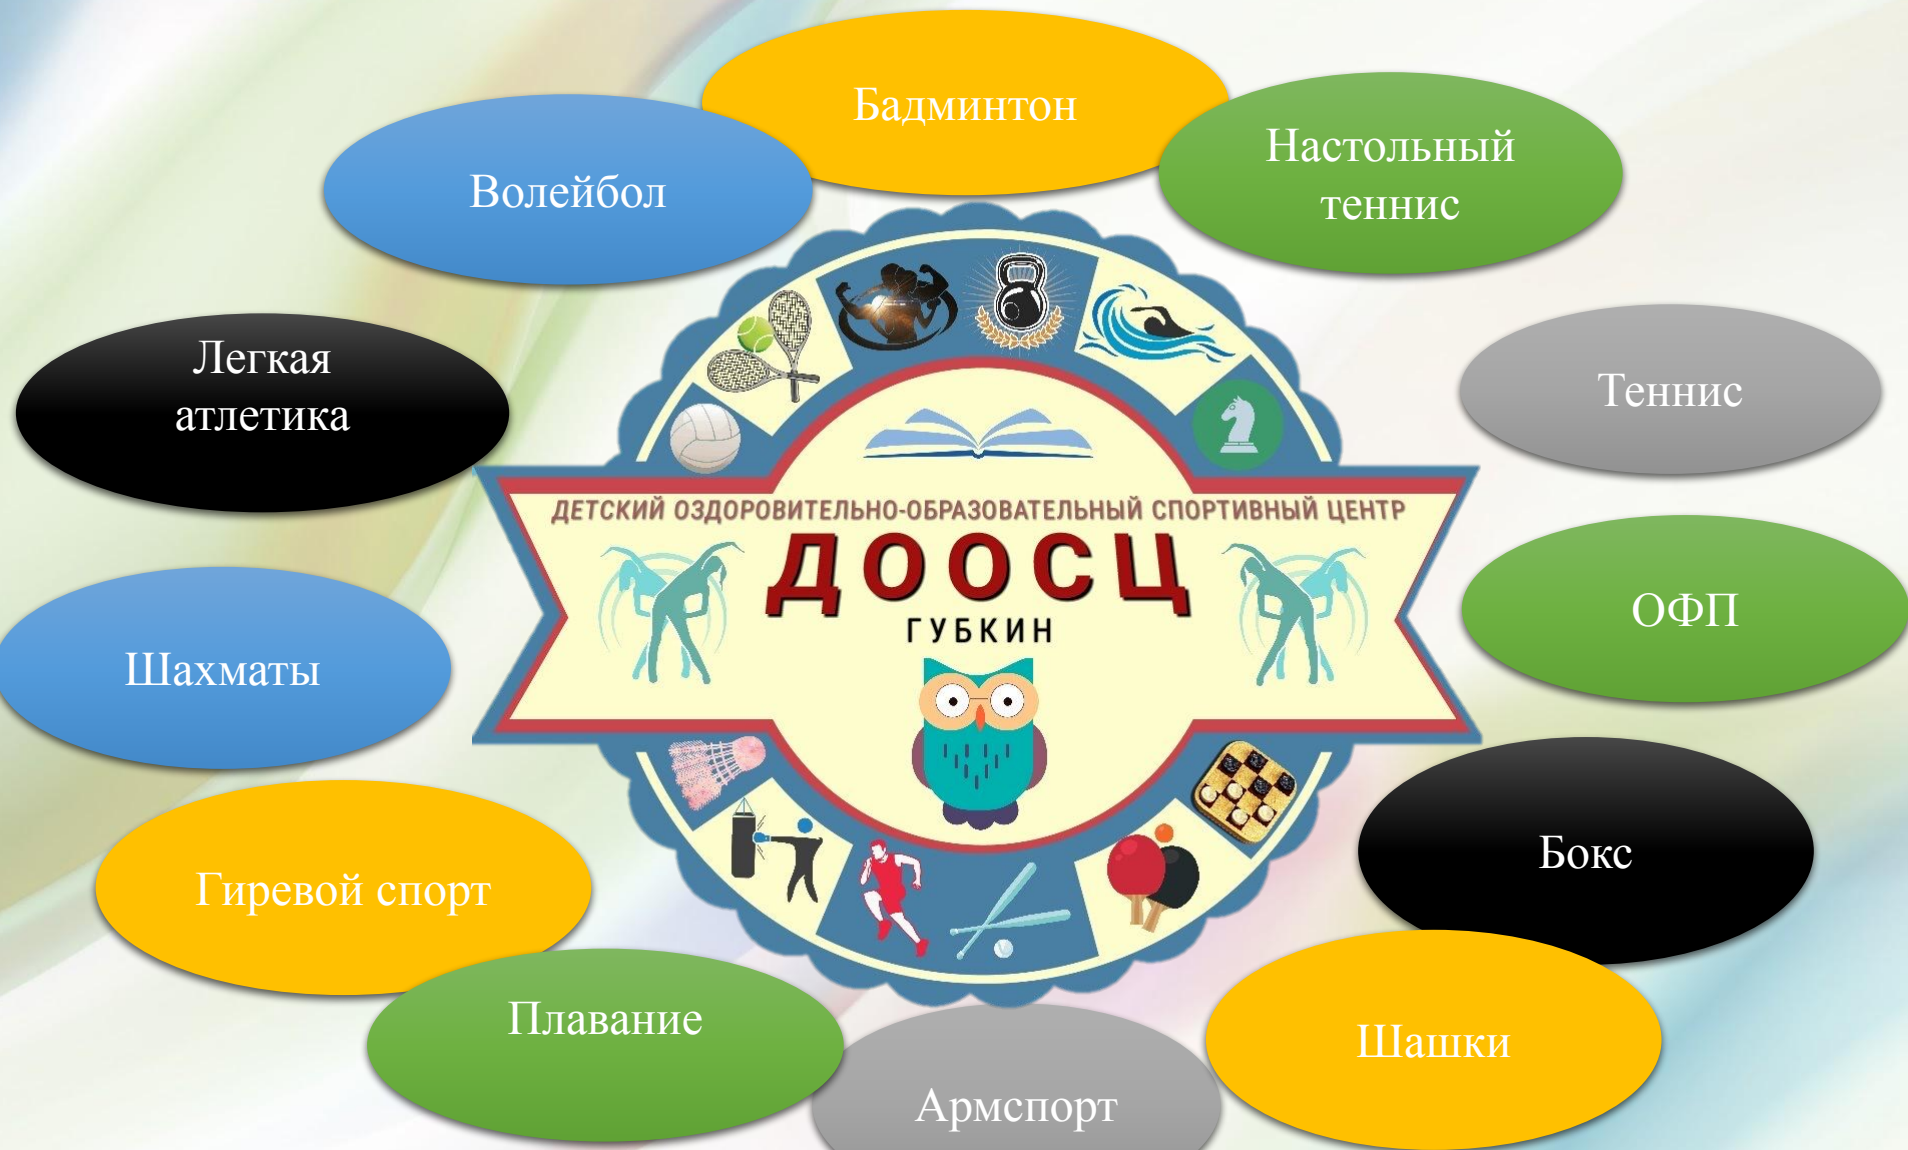 Бадминтон
Волейбол
Настольный
теннис
Легкая
атлетика
Теннис
ДЕТСКИЙ ОЗДОРОВИТЕЛЬНО-ОБРАЗОВАТЕЛЬНЫЙ СПОРТИВНЫЙ ЦЕНТР
ДООСЦ
ГУБКИН
ОФП
Шахматы
Бокс
Гиревой спорт
Плавание
Шашки
Армспорт